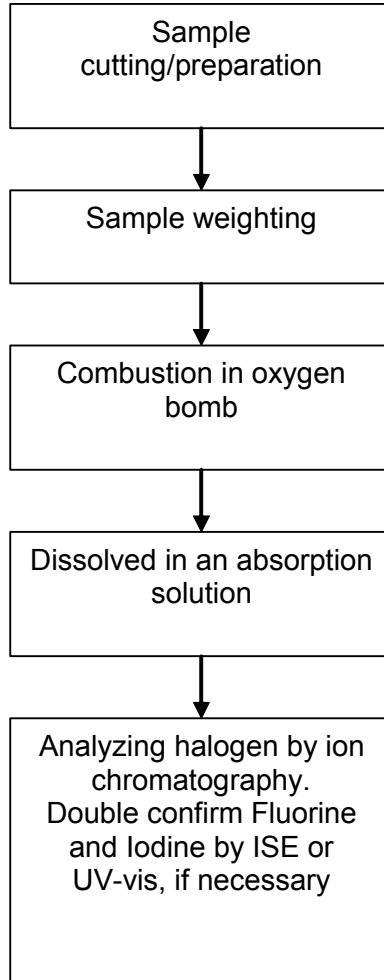 Sample
cutting/preparation
Sample weighting
Combustion in oxygen
bomb
Dissolved in an absorption
solution
Analyzing halogen by ion
chromatography.
Double confirm Fluorine
and Iodine by ISE or
UV-vis, if necessary